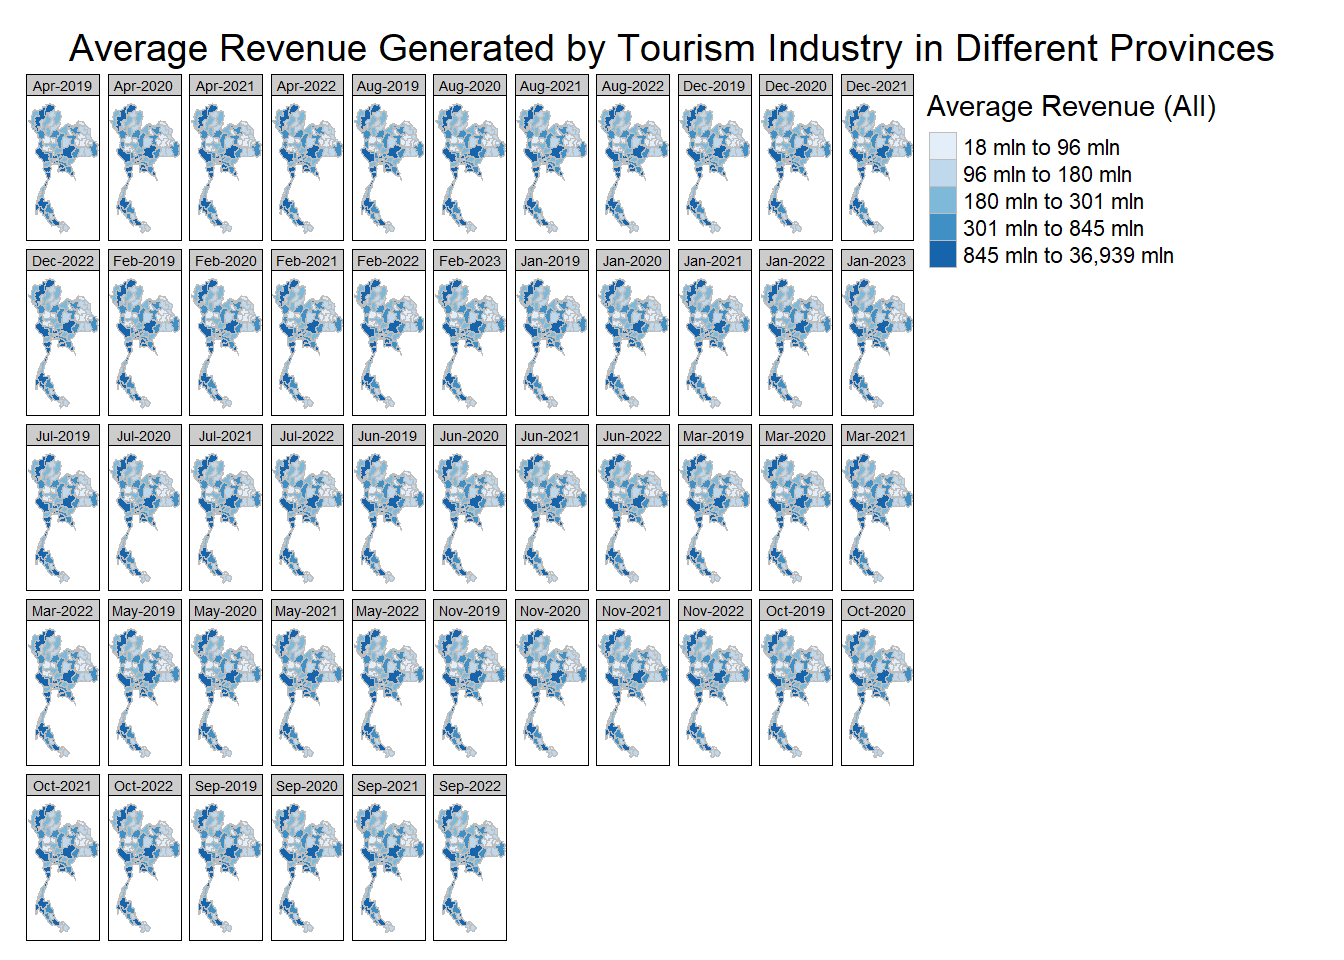 Average Revenue Generated by Tourism Industry in Different Provinces
Apr-2019 Apr-2020 Apr-2021 Apr-2022 Aug-2019 Aug-2020 Aug-2021 Aug-2022 Dec-2019 Dec-2020 Dec-2021
Average Revenue (All)
18 mln to 96 mln
96 mln to 180 mln
180 mln to 301 mln
301 mln to 845 mln
845 mln to 36,939 mln
Dec-2022 Feb-2019 Feb-2020 Feb-2021 Feb-2022 Feb-2023 Jan-2019 Jan-2020 Jan-2021 Jan-2022 Jan-2023
Jul-2019 Jul-2020 Jul-2021 Jul-2022 Jun-2019 Jun-2020 Jun-2021 Jun-2022 Mar-2019 Mar-2020 Mar-2021
Mar-2022 May-2019 May-2020 May-2021 May-2022 Nov-2019 Nov-2020 Nov-2021 Nov-2022 Oct-2019 Oct-2020
Oct-2021 Oct-2022 Sep-2019 Sep-2020 Sep-2021 Sep-2022